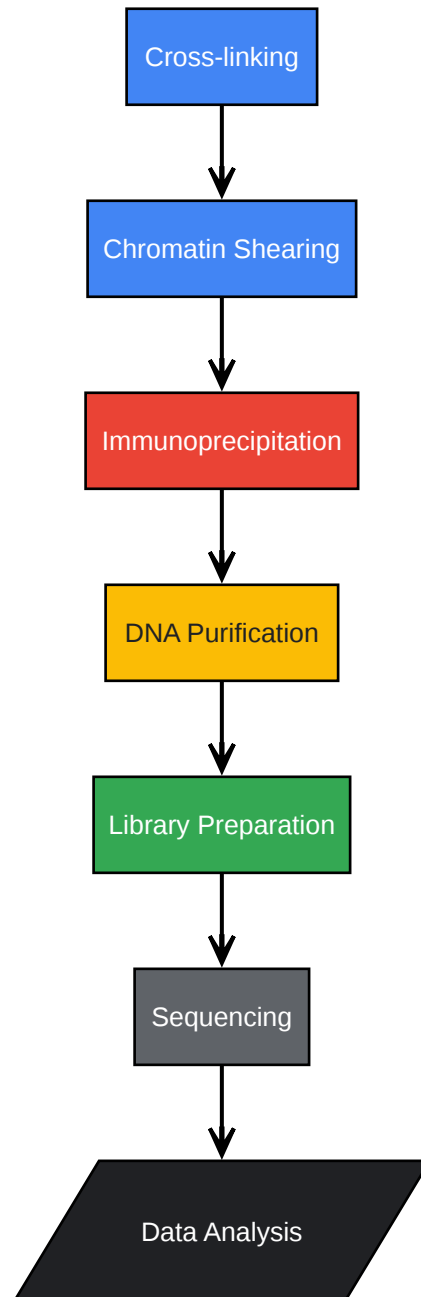 Cross-linking
Chromatin Shearing
Immunoprecipitation
DNA Purification
Library Preparation
Sequencing
Data Analysis